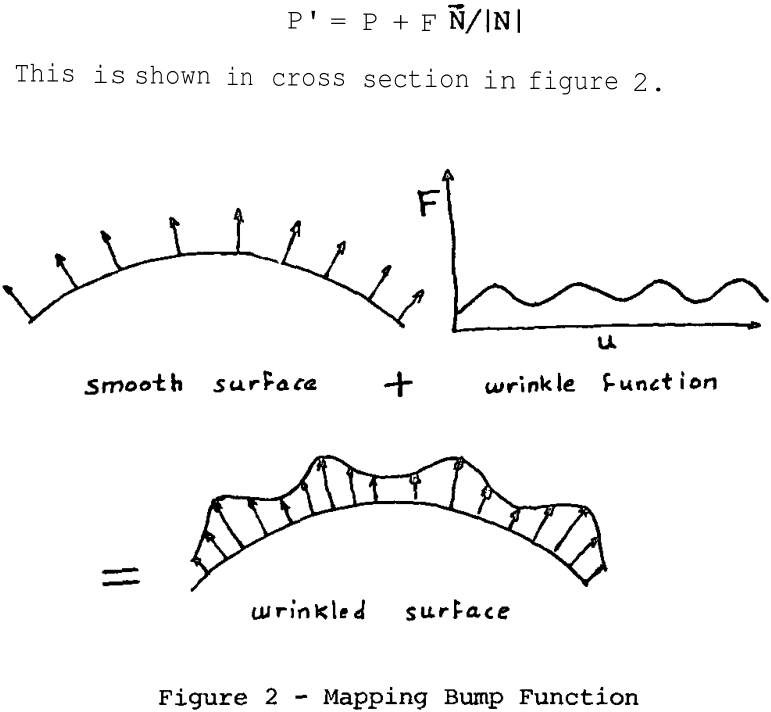 P' = P + F N⃗/|N|
This is shown in cross section in figure 2.
F
u
smooth surface + wrinkle function
=
wrinkled surface
Figure 2 - Mapping Bump Function